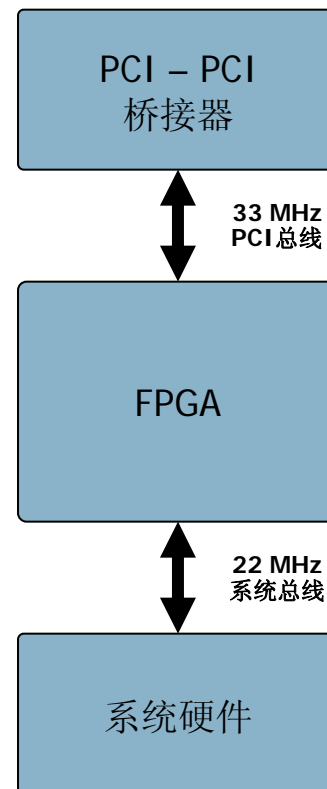 PCI – PCI
桥接器
33 MHz
PCI总线
FPGA
22 MHz
系统总线
系统硬件